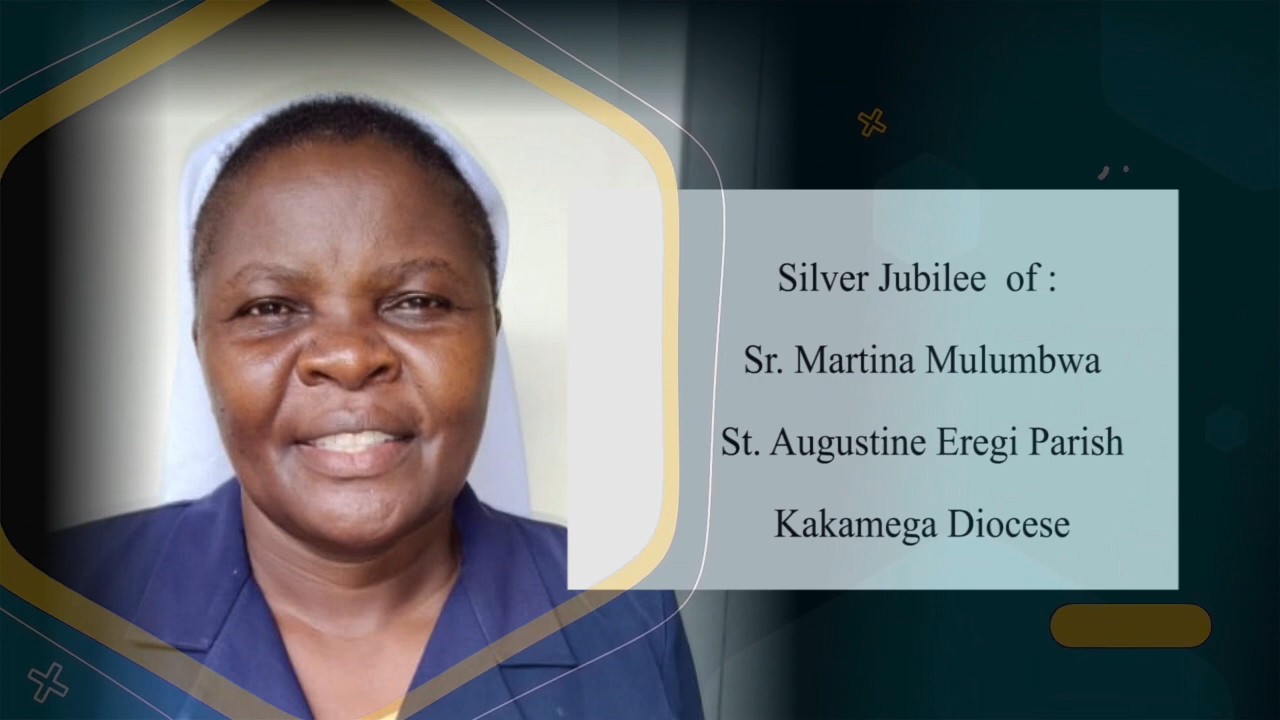 Silver Jubilee of :
Sr. Martina Mulumbwa
St. Augustine Eregi Parish
Kakamega Diocese